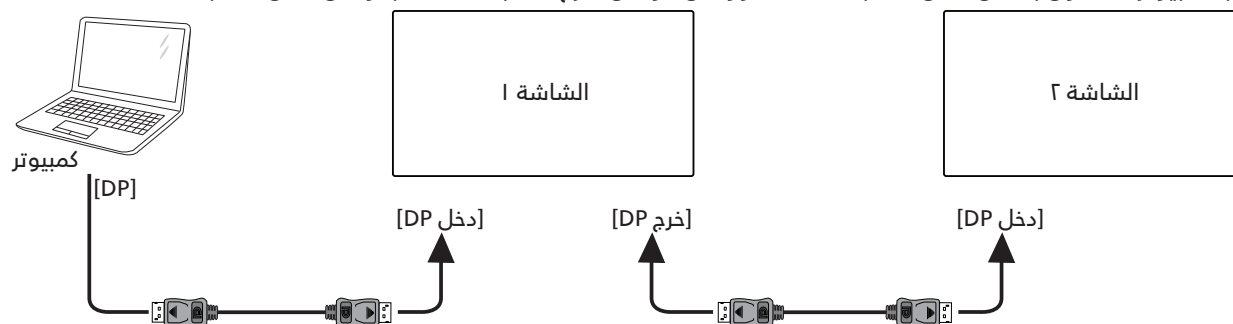 الشاشة ١
الشاشة ٢
كمبيوتر
[DP]
[دخل DP]
[خرج DP]
[دخل DP]